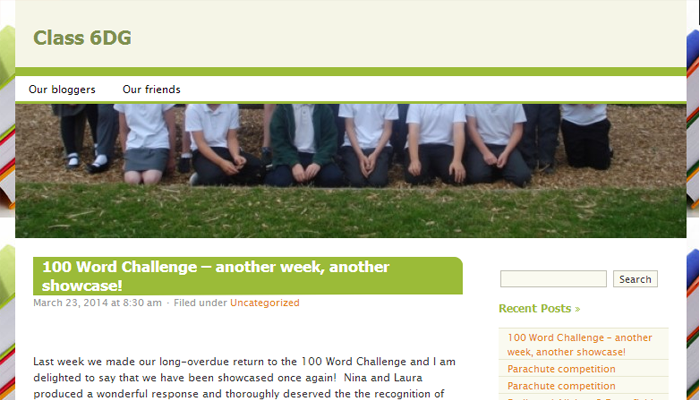 Class 6DG
Our bloggers
Our friends
100 Word Challenge – another week, another
showcase!
March 23, 2014 at 8:30 am · Filed under Uncategorized
Last week we made our long-overdue return to the 100 Word Challenge and I am
delighted to say that we have been showcased once again!  Nina and Laura
produced a wonderful response and thoroughly deserved the the recognition of
Search
Recent Posts >
100 Word Challenge – another
week, another showcase!
Parachute competition
Parachute competition